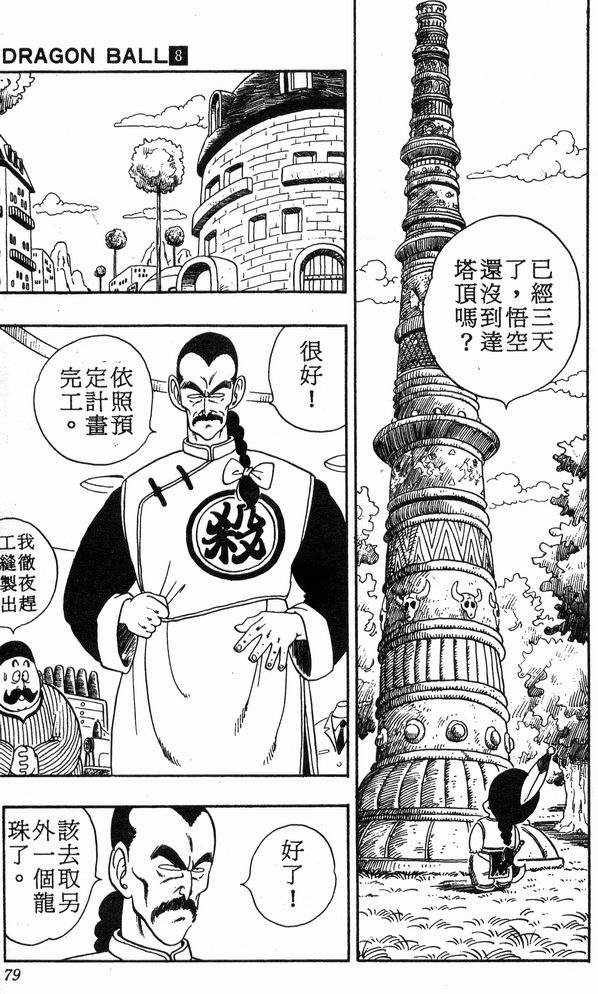 DRAGON BALL 8
已經三天
了，悟空
還沒到達
塔頂嗎？
很好！
依照預
定計畫
完工。
殺
我徹夜趕
工縫製出
好了！
該去取另
外一個龍
珠了。
79